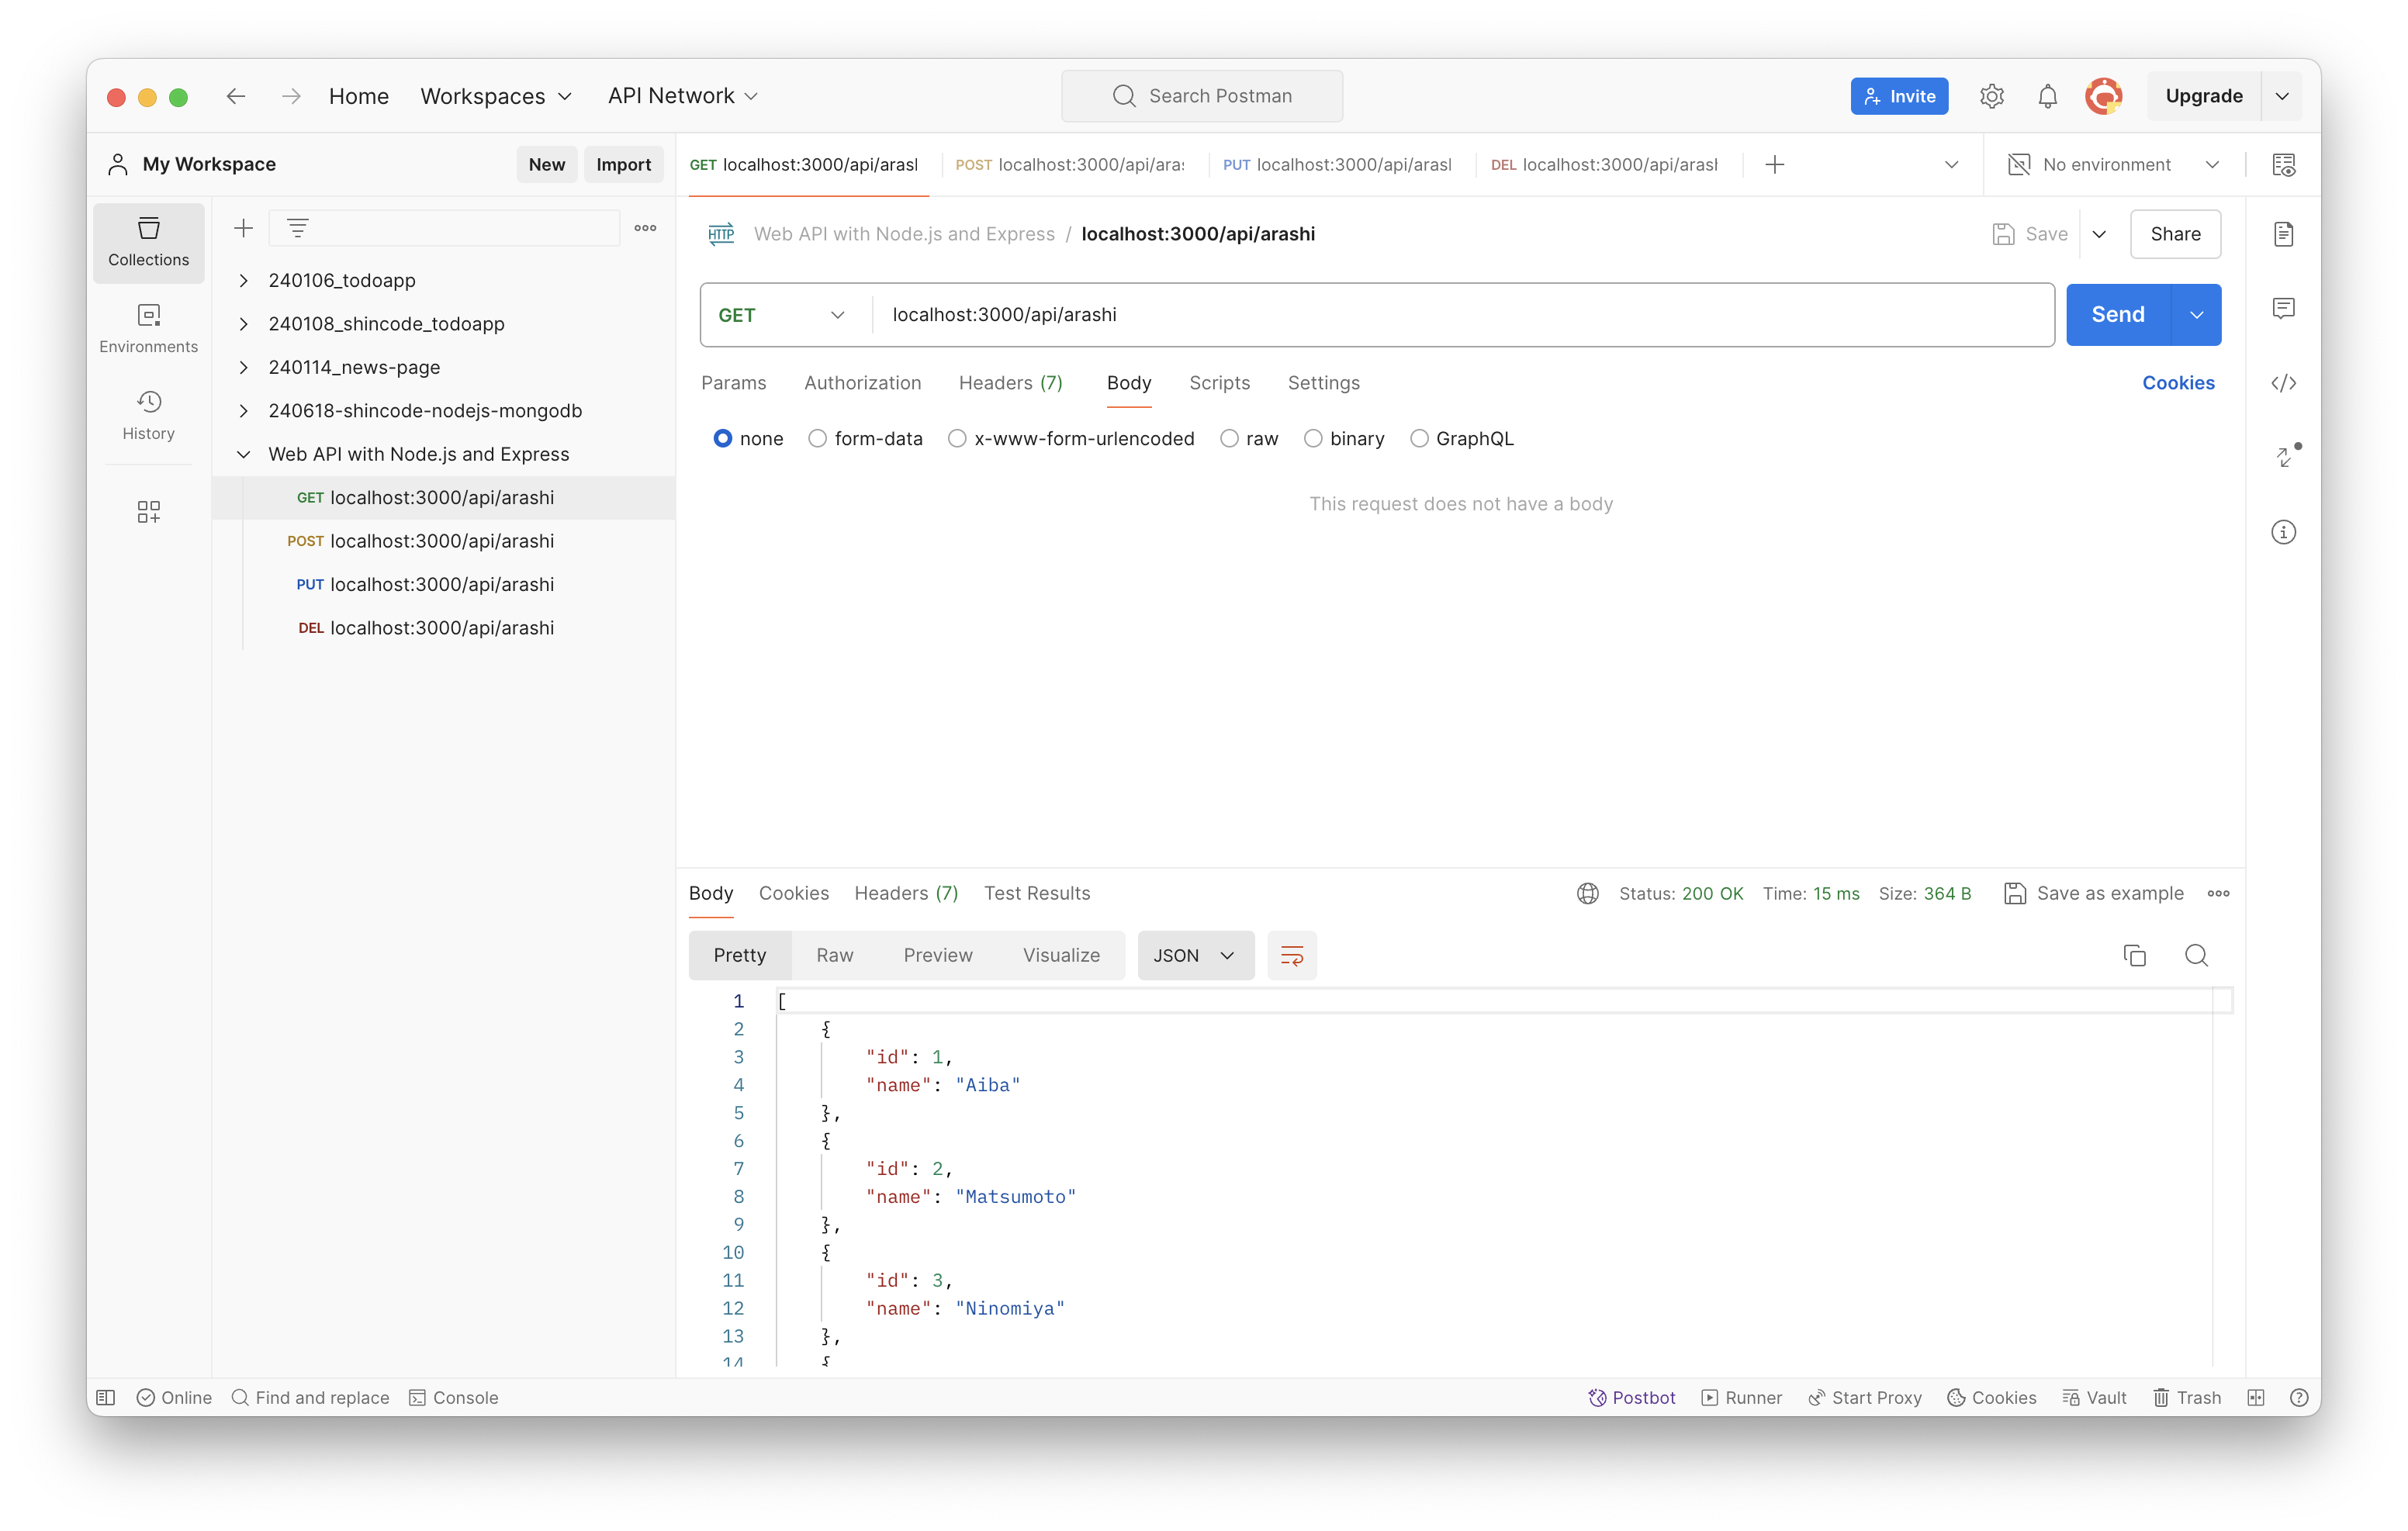 Home Workspaces API Network Search Postman Invite Upgrade
My Workspace New Import
GET localhost:3000/api/arasl POST localhost:3000/api/aras PUT localhost:3000/api/arasl DEL localhost:3000/api/arasl No environment
Collections
Environments
History
240106_todoapp
240108_shincode_todoapp
240114_news-page
240618-shincode-nodejs-mongodb
Web API with Node.js and Express
GET localhost:3000/api/arashi
POST localhost:3000/api/arashi
PUT localhost:3000/api/arashi
DEL localhost:3000/api/arashi
HTTP Web API with Node.js and Express / localhost:3000/api/arashi Save Share
GET localhost:3000/api/arashi Send
Params Authorization Headers (7) Body Scripts Settings Cookies
none form-data x-www-form-urlencoded raw binary GraphQL
This request does not have a body
Body Cookies Headers (7) Test Results Status: 200 OK Time: 15 ms Size: 364 B Save as example
Pretty Raw Preview Visualize JSON
1 [
2 {
3 "id": 1,
4 "name": "Aiba"
5 },
6 {
7 "id": 2,
8 "name": "Matsumoto"
9 },
10 {
11 "id": 3,
12 "name": "Ninomiya"
13 },
14 {
Online Find and replace Console Postbot Runner Start Proxy Cookies Vault Trash